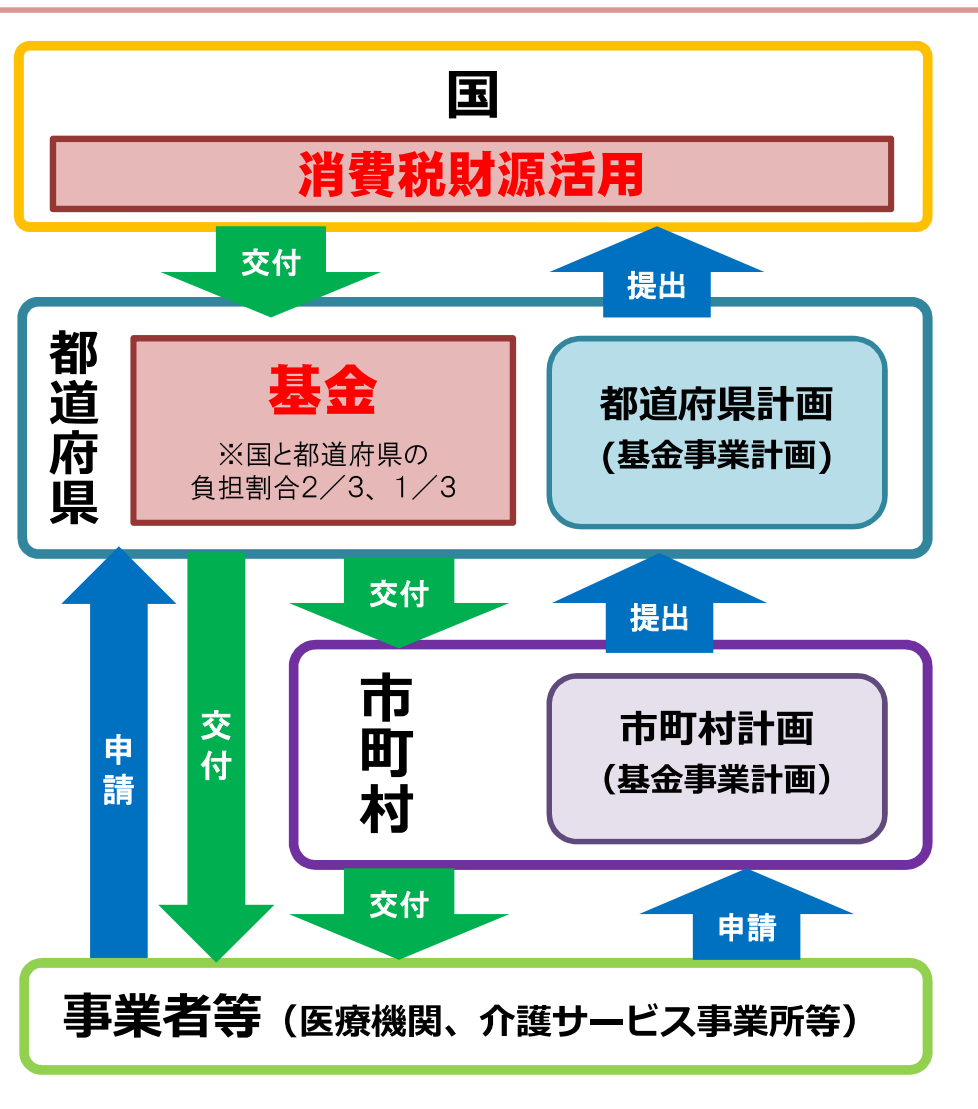 国
消費税財源活用
交付
提出
都道府県
基金
※国と都道府県の
負担割合2／3、1／3
都道府県計画
(基金事業計画)
交付
提出
申請
交付
市町村
市町村計画
（基金事業計画）
交付
申請
事業者等（医療機関、介護サービス事業所等）